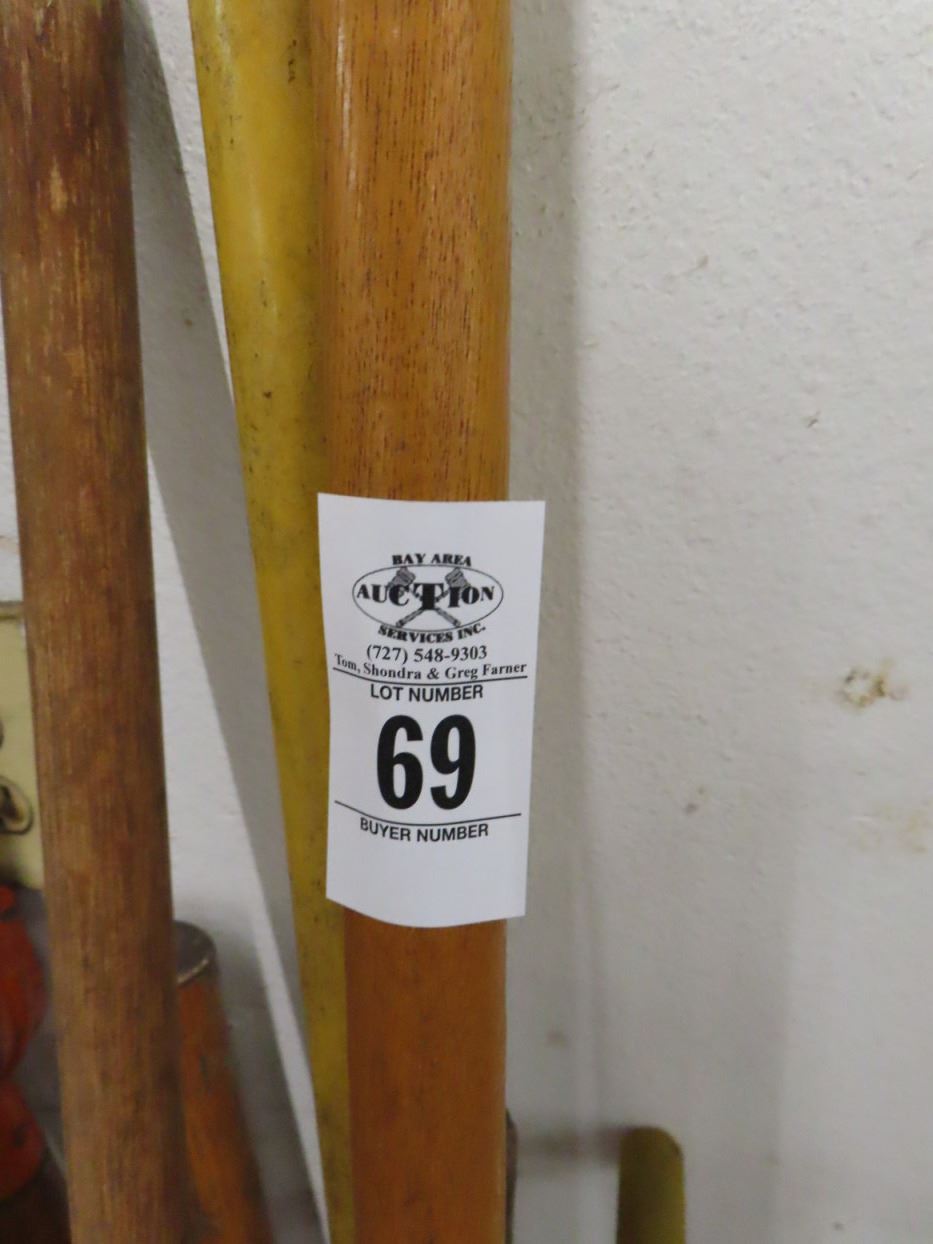 BAY AREA
AUCTION
SERVICES INC.
(727) 548-9303
Tom, Shondra & Greg Farner
LOT NUMBER
69
BUYER NUMBER